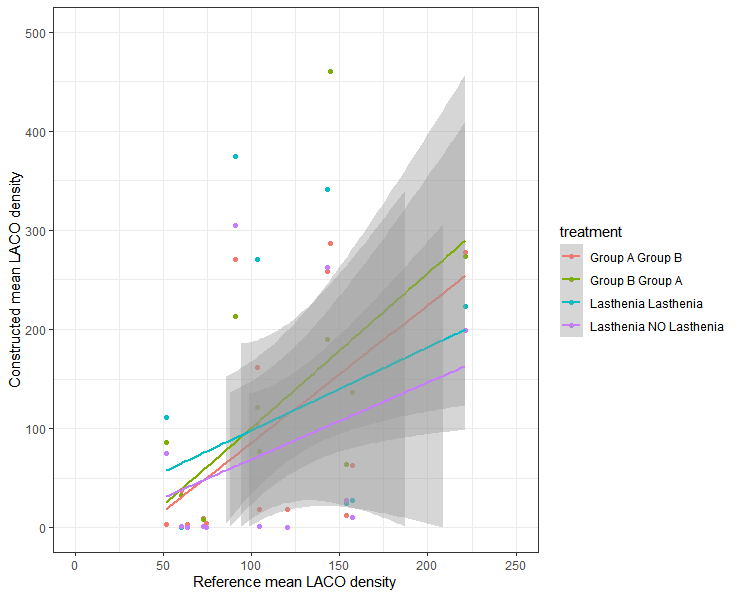 500
400
300
200
100
0
0
50
100
150
200
250
Reference mean LACO density
Constructed mean LACO density
treatment
Group A Group B
Group B Group A
Lasthenia Lasthenia
Lasthenia NO Lasthenia